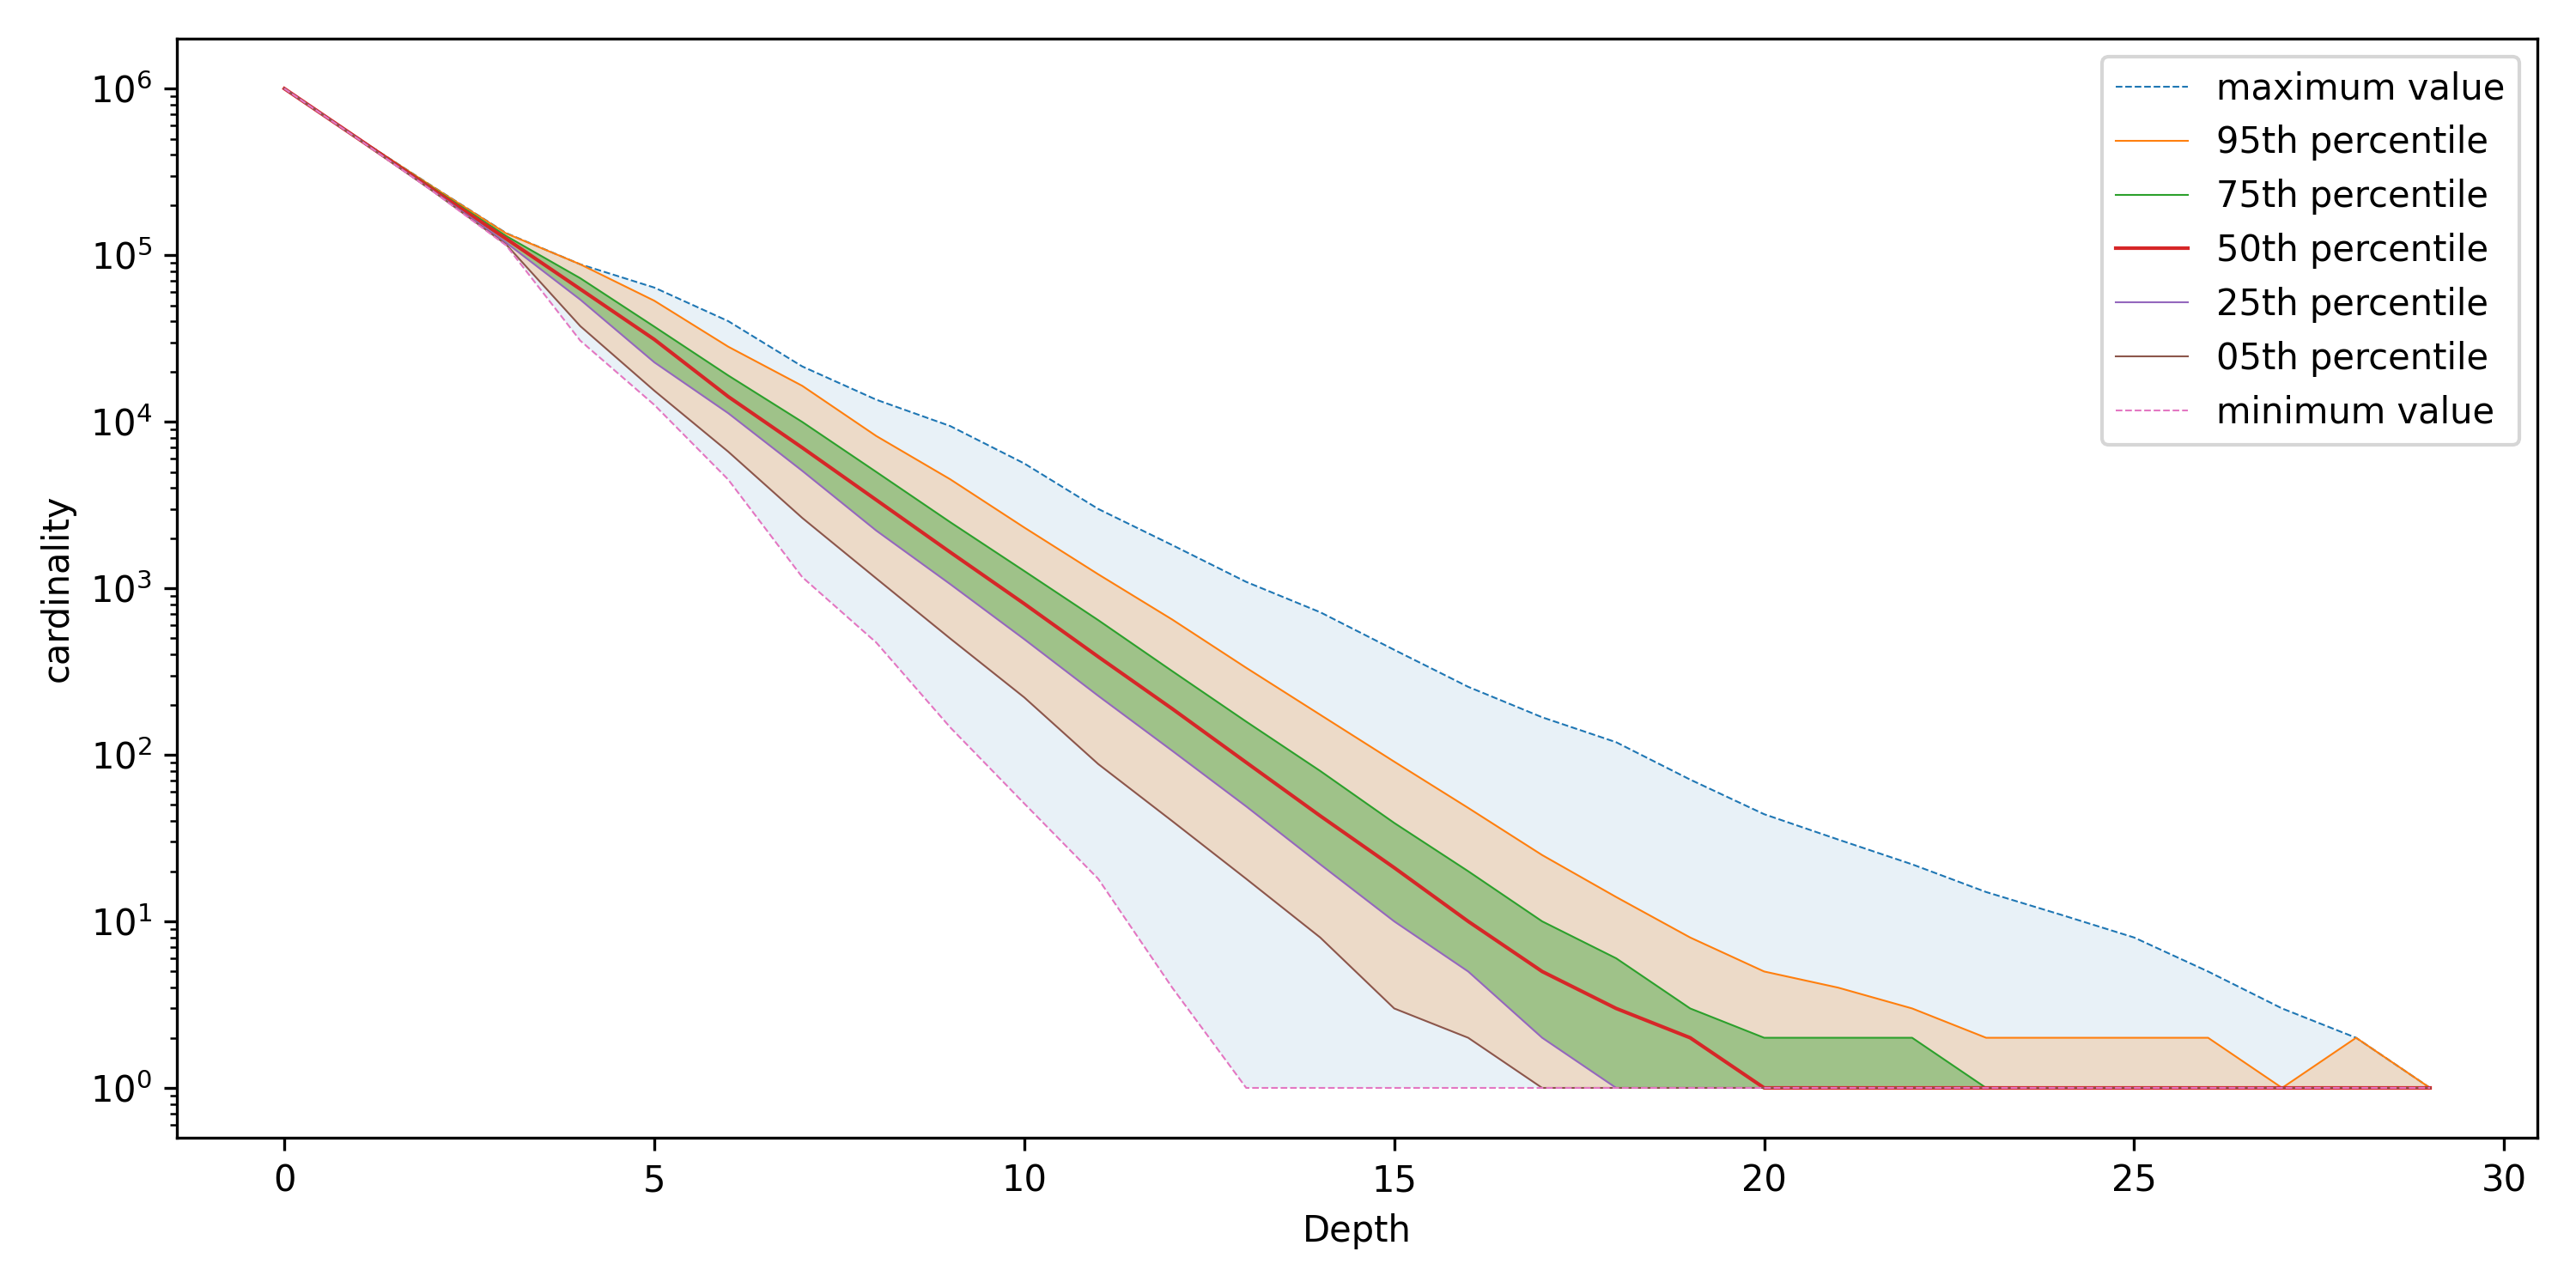 10⁶
10⁵
10⁴
10³
10²
10¹
10⁰
cardinality
0 5 10 15 20 25 30
Depth
maximum value
95th percentile
75th percentile
50th percentile
25th percentile
05th percentile
minimum value